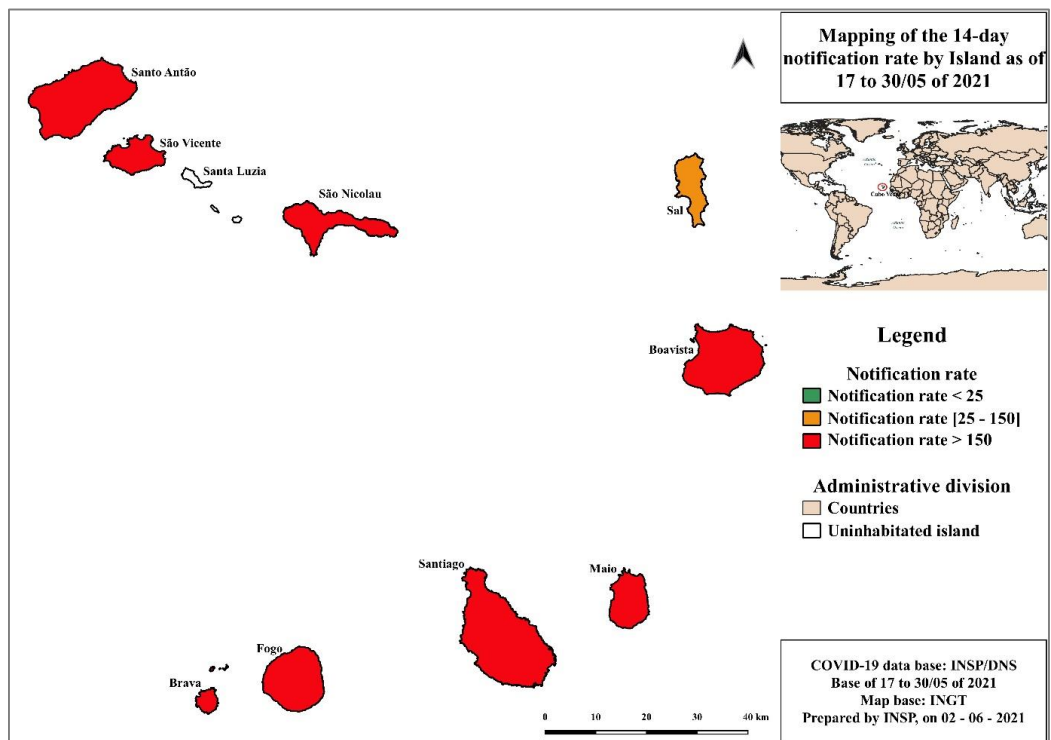 Mapping of the 14-day
notification rate by Island as of
17 to 30/05 of 2021
Santo Antão
São Vicente
Santa Luzia
São Nicolau
Sal
Boavista
Santiago
Maio
Fogo
Brava
Legend
Notification rate
Notification rate < 25
Notification rate [25 - 150]
Notification rate > 150
Administrative division
Countries
Uninhabitated island
0 10 20 30 40 km
COVID-19 data base: INSP/DNS
Base of 17 to 30/05 of 2021
Map base: INGT
Prepared by INSP, on 02 - 06 - 2021